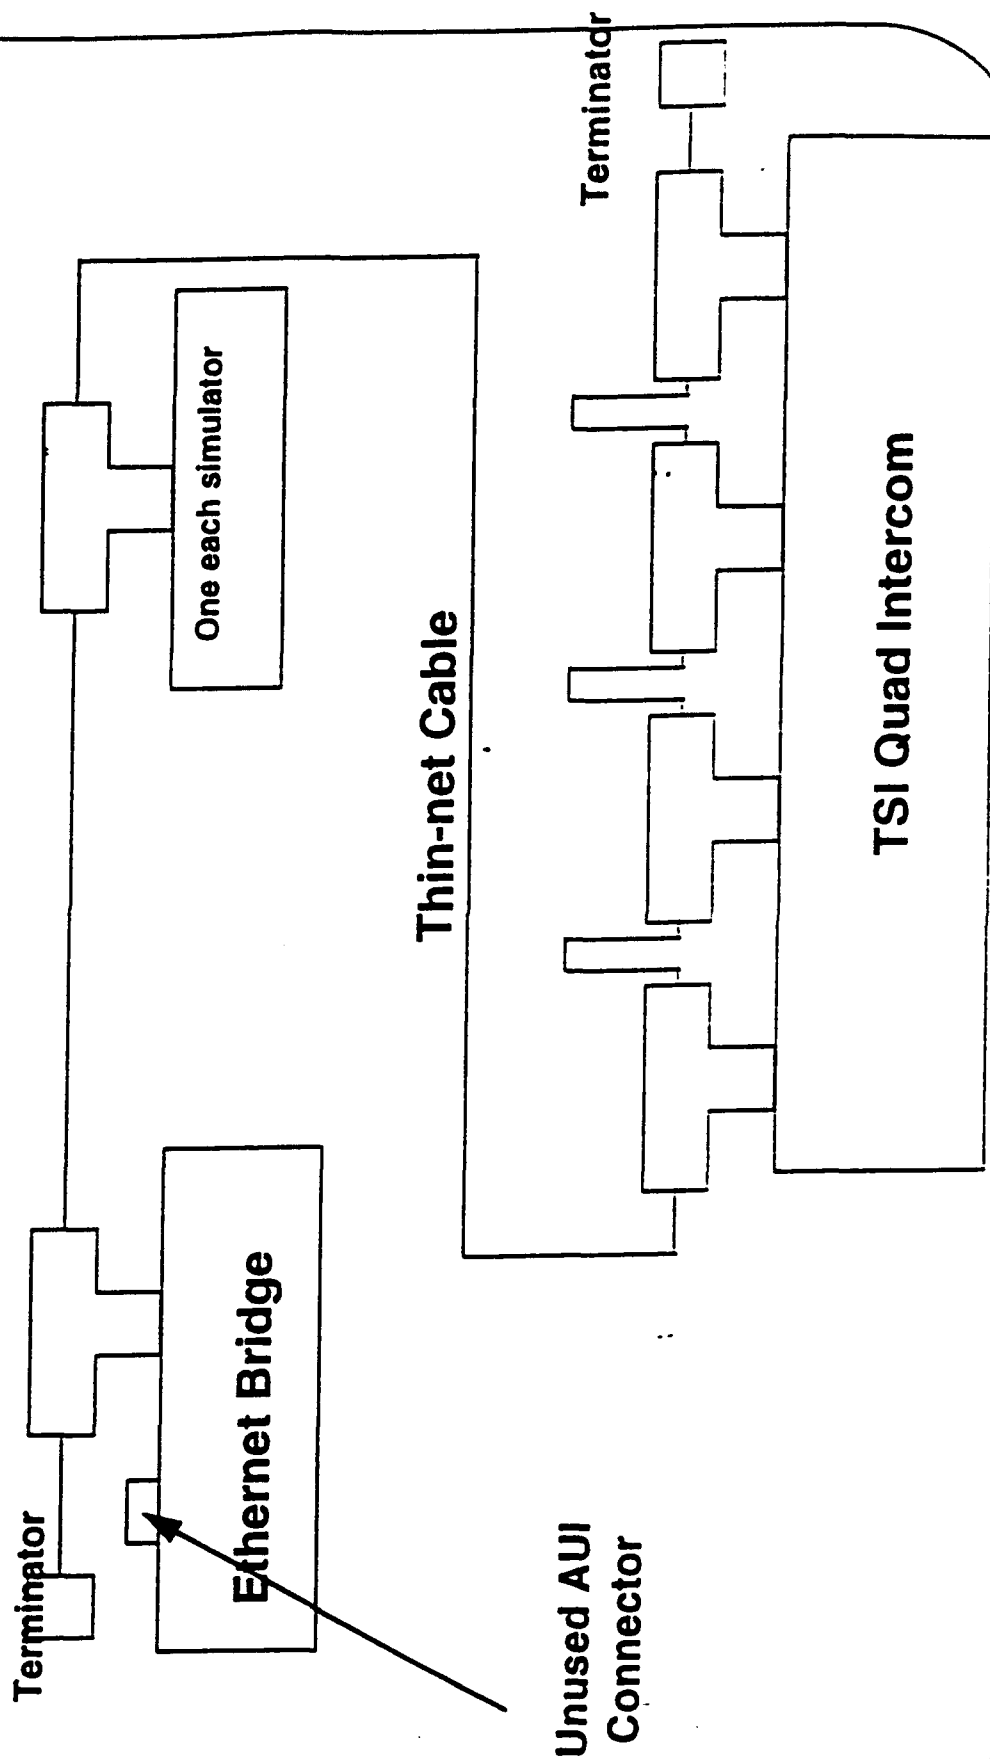 Terminator
Ethernet Bridge
Unused AUI
Connector
One each simulator
Thin-net Cable
Terminator
TSI Quad Intercom